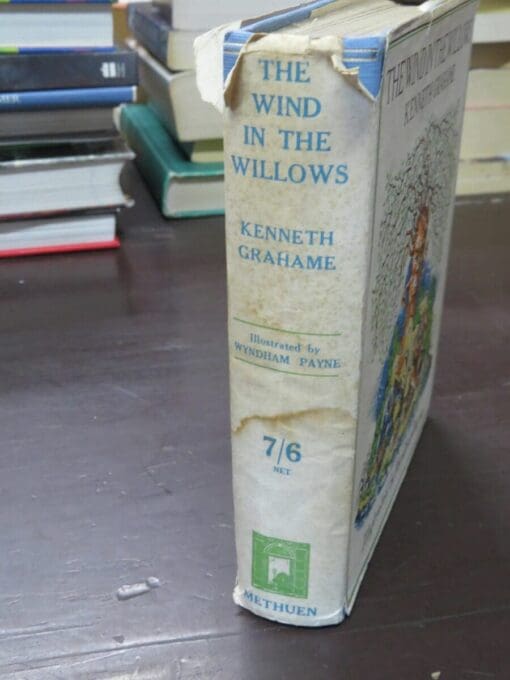 THE
WIND
IN THE
WILLOWS
KENNETH
GRAHAME
Illustrated by
WYNDHAM PAYNE
7/6
NET
METHUEN
THE WIND IN THE WILLOWS
KENNETH GRAHAME